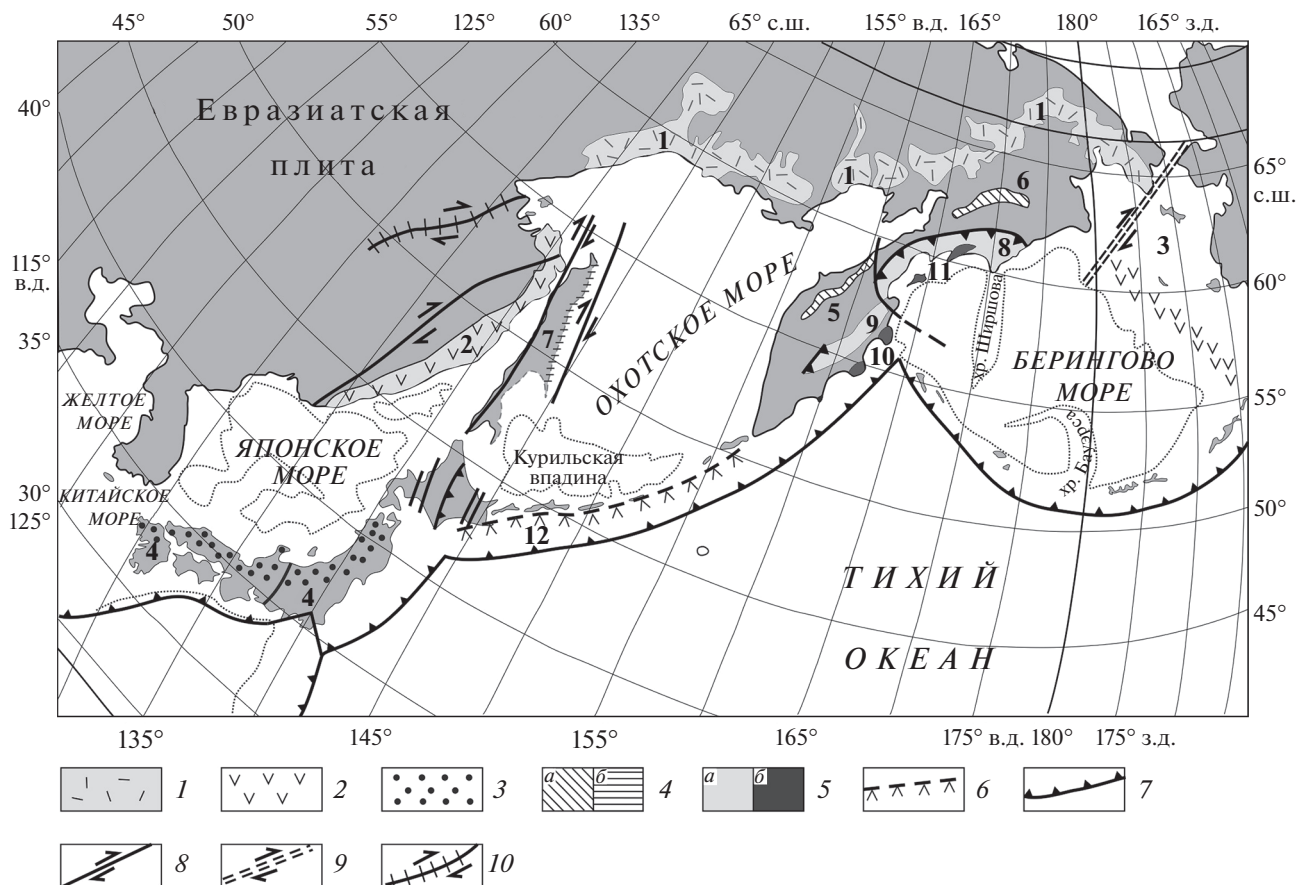 45° 50° 55° 125° 60° 135° 65° с.ш. 155° в.д. 165° 180° 165° з.д.
40°
Евразиатская
плита
1
1
1
6
65°
с.ш.
3
8
11
115°
в.д.
60°
хр. Ширшова
5
9
ОХОТСКОЕ МОРЕ
7
2
35°
10
БЕРИНГОВО
МОРЕ
55°
ЖЕЛТОЕ
МОРЕ
ЯПОНСКОЕ
МОРЕ
хр. Бауэрса
Курильская
впадина
30°
КИТАЙСКОЕ
МОРЕ
125°
50°
12
4
4
ТИХИЙ
ОКЕАН
45°
135° 145° 155° 165° 175° в.д. 180° 175° з.д.
1 2 3 а б 4 а б 5 6 7
8 9 10